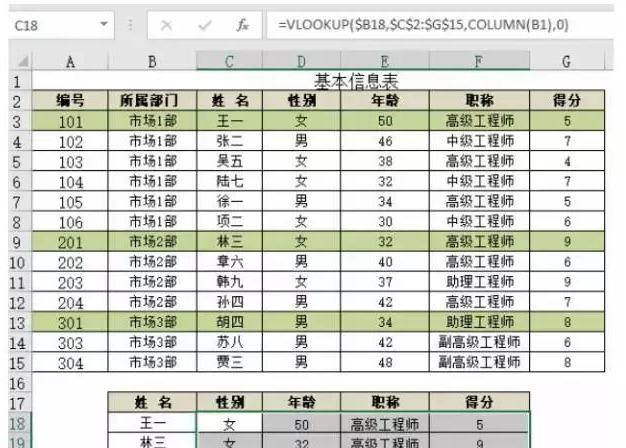 C18 fx =VLOOKUP($B18,$C$2:$G$15,COLUMN(B1),0)
A B C D E F G
1 基本信息表
2 编号 所属部门 姓 名 性别 年龄 职称 得分
3 101 市场1部 王一 女 50 高级工程师 5
4 102 市场1部 张二 男 46 中级工程师 7
5 103 市场1部 吴五 女 38 高级工程师 4
6 104 市场1部 陆七 女 32 中级工程师 7
7 105 市场1部 徐一 男 34 高级工程师 5
8 106 市场1部 项二 女 30 中级工程师 6
9 201 市场2部 林三 女 32 高级工程师 9
10 202 市场2部 章六 男 40 高级工程师 6
11 203 市场2部 韩九 女 37 助理工程师 9
12 204 市场2部 孙四 男 42 高级工程师 7
13 301 市场3部 胡四 男 34 助理工程师 8
14 303 市场3部 苏八 男 42 副高级工程师 6
15 304 市场3部 贾三 男 48 副高级工程师 8
16
17 姓 名 性别 年龄 职称 得分
18 王一 女 50 高级工程师 5
19 林三 女 32 高级工程师 9